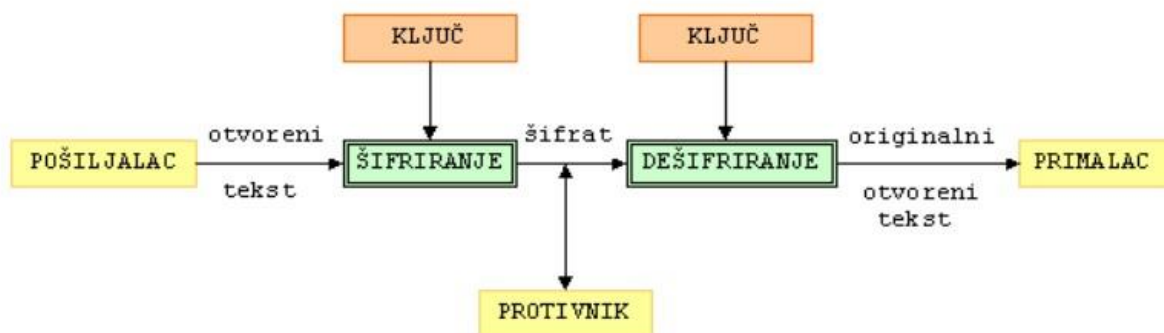 KLJUČ
KLJUČ
POŠILJALAC
otvoreni
tekst
ŠIFRIRANJE
šifrat
DEŠIFRIRANJE
originalni
otvoreni
tekst
PRIMALAC
PROTIVNIK